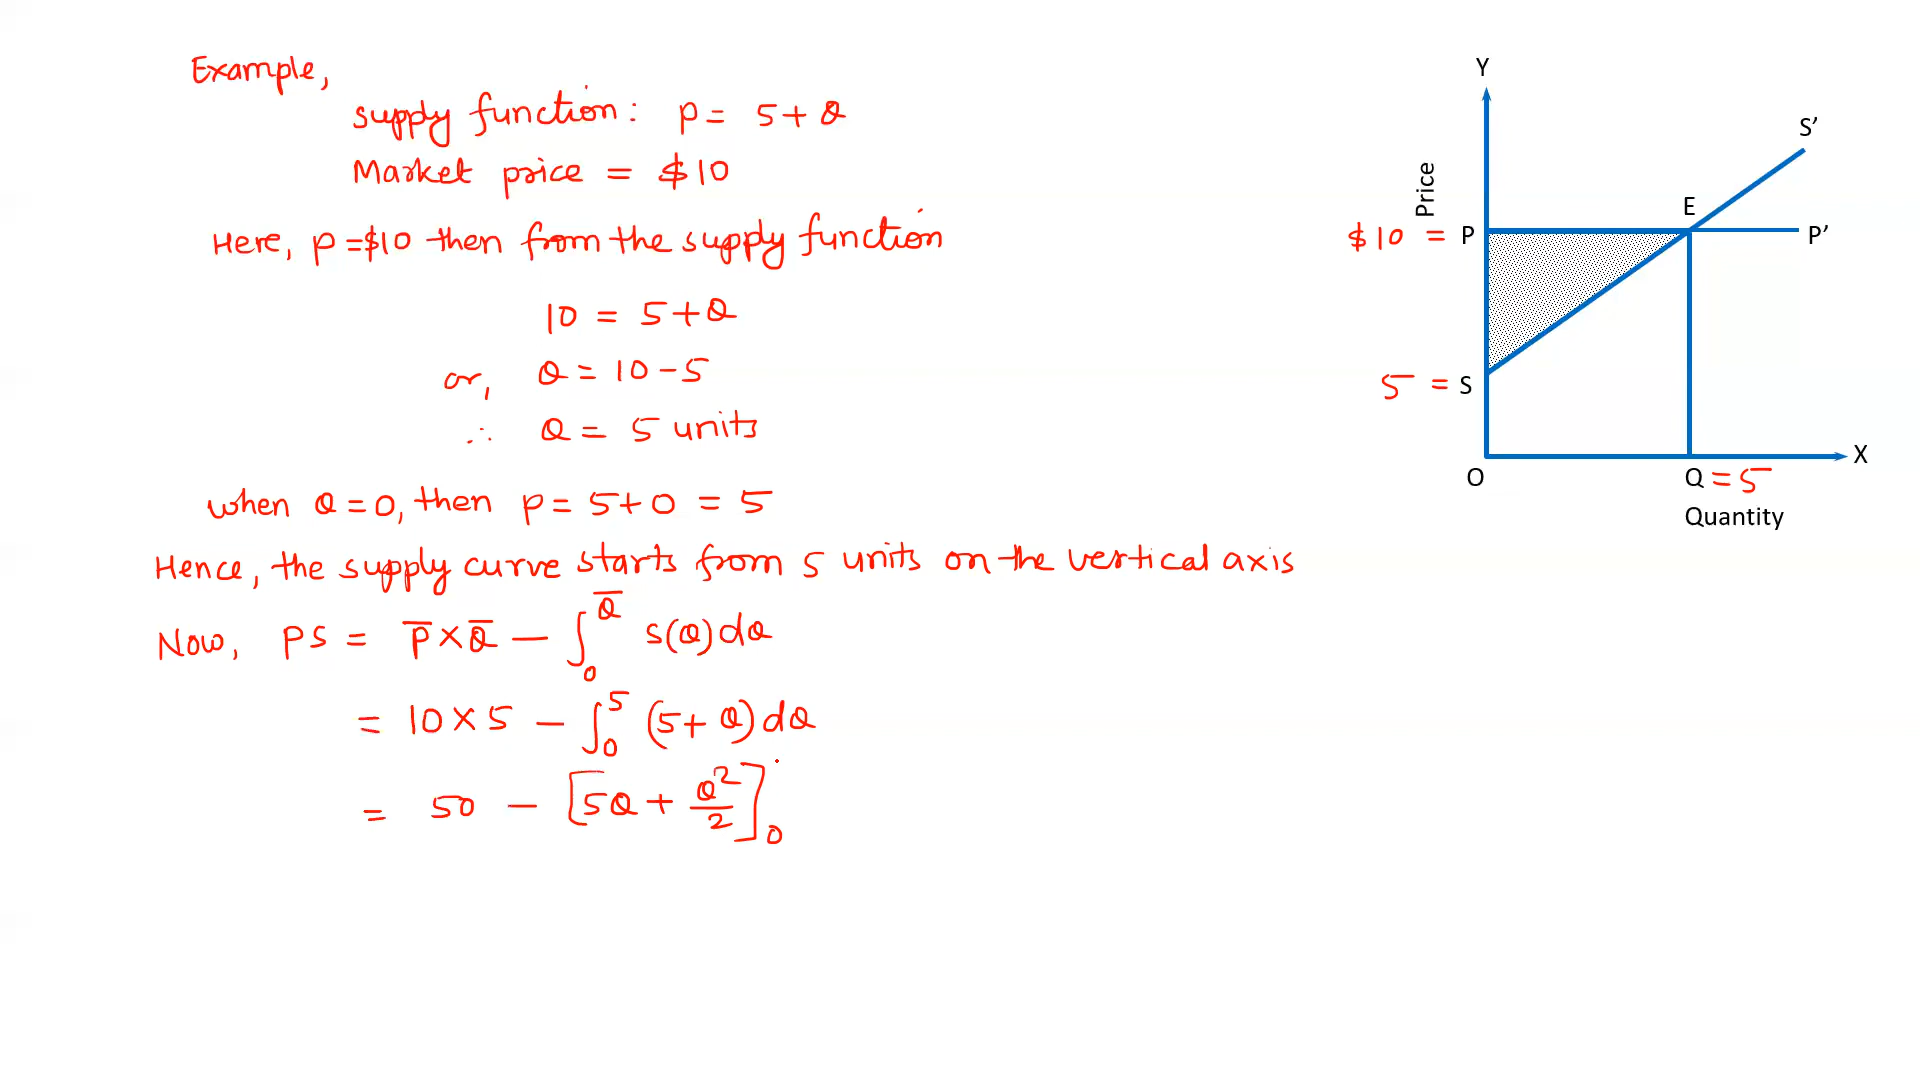 Example,
supply function: P = 5 + Q
Market price = $10
Here, P = $10 then from the supply function
10 = 5 + Q
or, Q = 10 - 5
∴ Q = 5 units
when Q = 0, then P = 5 + 0 = 5
Hence, the supply curve starts from 5 units on the vertical axis
Now, PS = P̅ × Q̅ − ∫₀^Q̅ S(Q) dQ
= 10 × 5 − ∫₀⁵ (5 + Q) dQ
= 50 − [5Q + Q²/2]₀
Y
S’
Price
E
$10 = P
P’
5 = S
X
O
Q = 5
Quantity